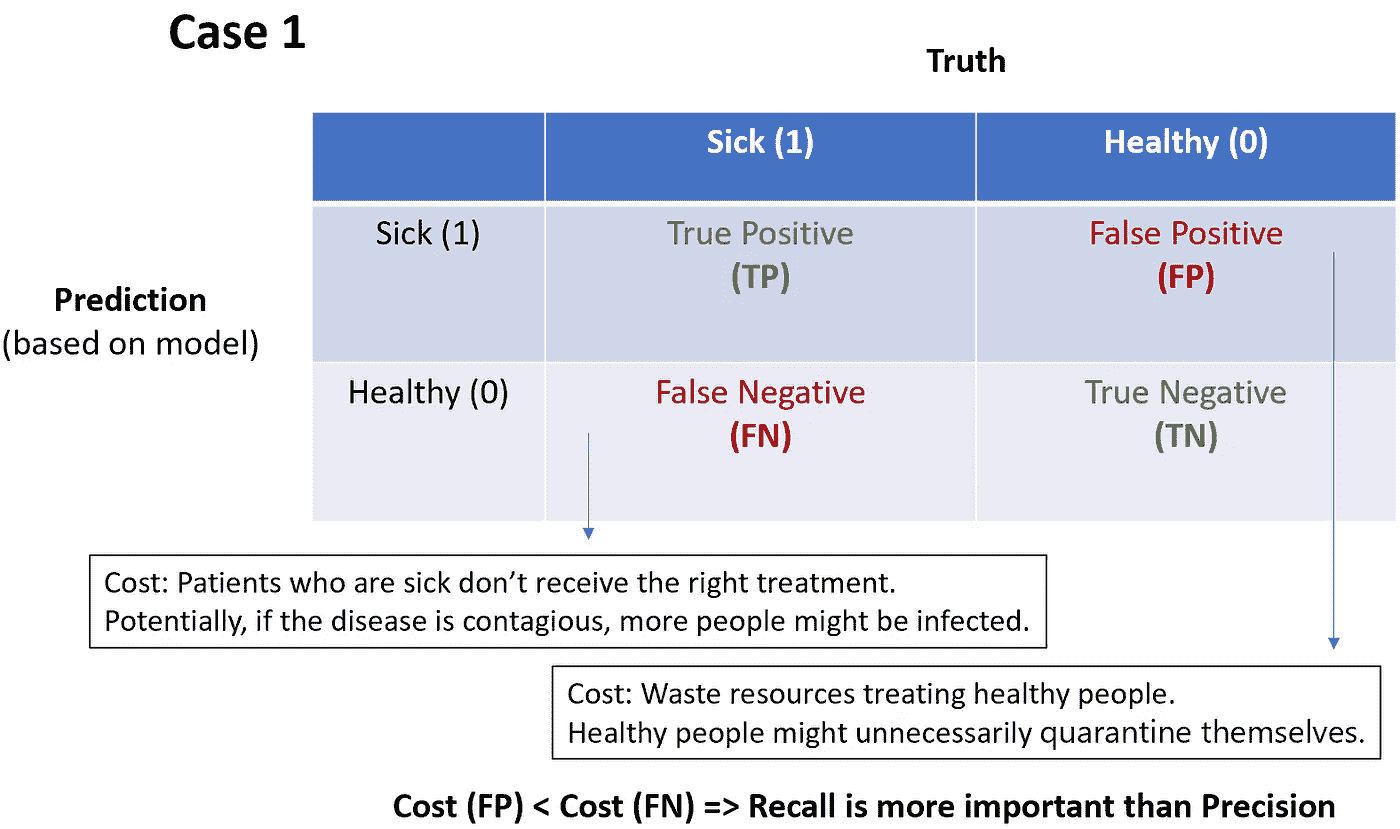 Case 1
Truth
Sick (1)
Healthy (0)
Prediction
(based on model)
Sick (1)
True Positive
(TP)
False Positive
(FP)
Healthy (0)
False Negative
(FN)
True Negative
(TN)
Cost: Patients who are sick don’t receive the right treatment.
Potentially, if the disease is contagious, more people might be infected.
Cost: Waste resources treating healthy people.
Healthy people might unnecessarily quarantine themselves.
Cost (FP) < Cost (FN) => Recall is more important than Precision